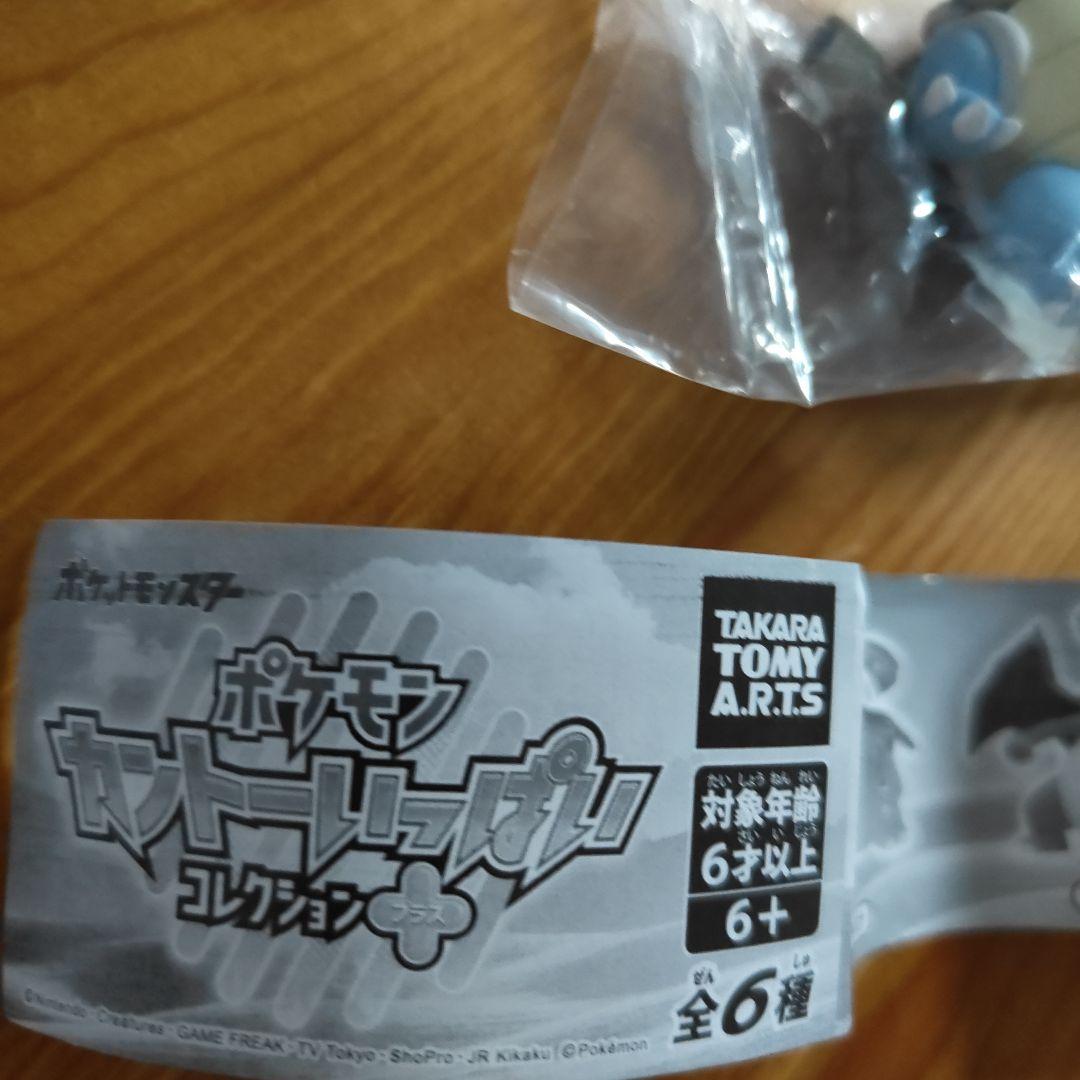 ポケットモンスター
ポケモン
カントーいっぱい
コレクション プラス
TAKARA
TOMY
A.R.T.S
たいしょうねんれい
対象年齢
さいいじょう
6才以上
6+
ぜん しゅ
全6種
©Nintendo・Creatures・GAME FREAK・TV Tokyo・ShoPro・JR Kikaku ©Pokémon